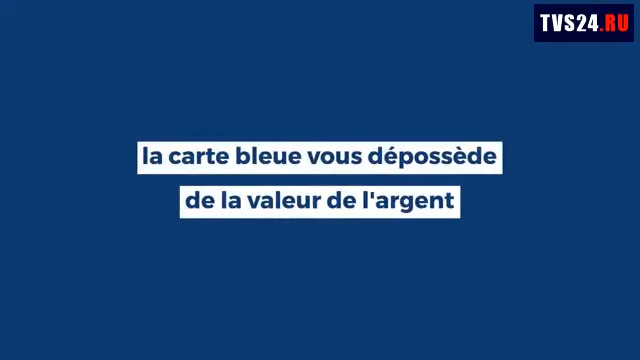 TVS24.RU
la carte bleue vous dépossède
de la valeur de l'argent